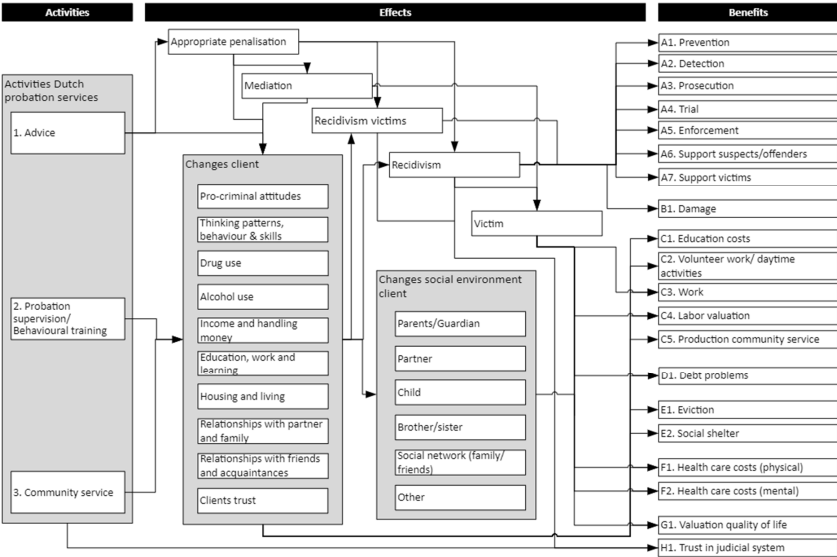 Activities
Effects
Benefits
Activities Dutch
probation services
1. Advice
2. Probation
supervision/
Behavioural training
3. Community service
Appropriate penalisation
Mediation
Recidivism victims
Recidivism
Victim
Changes client
Pro-criminal attitudes
Thinking patterns,
behaviour & skills
Drug use
Alcohol use
Income and handling
money
Education, work and
learning
Housing and living
Relationships with partner
and family
Relationships with friends
and acquaintances
Clients trust
Changes social environment
client
Parents/Guardian
Partner
Child
Brother/sister
Social network (family/
friends)
Other
A1. Prevention
A2. Detection
A3. Prosecution
A4. Trial
A5. Enforcement
A6. Support suspects/offenders
A7. Support victims
B1. Damage
C1. Education costs
C2. Volunteer work/ daytime
activities
C3. Work
C4. Labor valuation
C5. Production community service
D1. Debt problems
E1. Eviction
E2. Social shelter
F1. Health care costs (physical)
F2. Health care costs (mental)
G1. Valuation quality of life
H1. Trust in judicial system